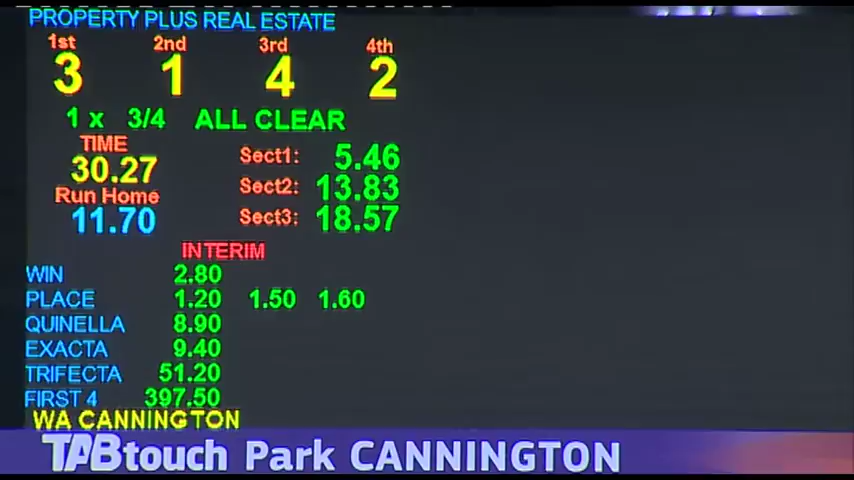 PROPERTY PLUS REAL ESTATE
1st 2nd 3rd 4th
3 1 4 2
1 x 3/4 ALL CLEAR
TIME
30.27
Run Home
11.70
Sect1: 5.46
Sect2: 13.83
Sect3: 18.57
INTERIM
WIN 2.80
PLACE 1.20 1.50 1.60
QUINELLA 8.90
EXACTA 9.40
TRIFECTA 51.20
FIRST 4 397.50
WA CANNINGTON
TABtouch Park CANNINGTON